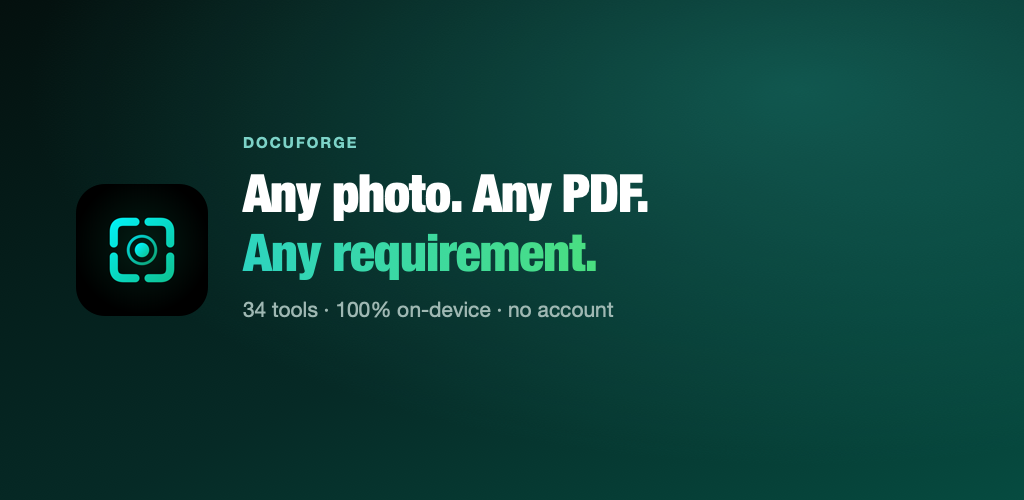 DOCUFORGE
Any photo. Any PDF.
Any requirement.
34 tools · 100% on-device · no account